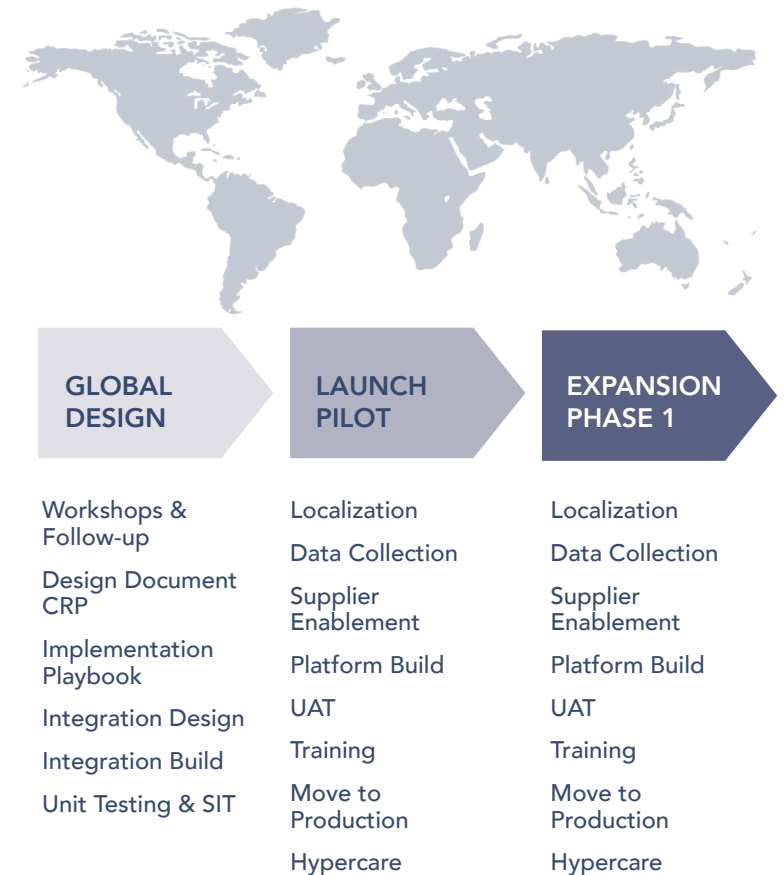 GLOBAL
DESIGN
Workshops &
Follow-up
Design Document
CRP
Implementation
Playbook
Integration Design
Integration Build
Unit Testing & SIT
LAUNCH
PILOT
Localization
Data Collection
Supplier
Enablement
Platform Build
UAT
Training
Move to
Production
Hypercare
EXPANSION
PHASE 1
Localization
Data Collection
Supplier
Enablement
Platform Build
UAT
Training
Move to
Production
Hypercare